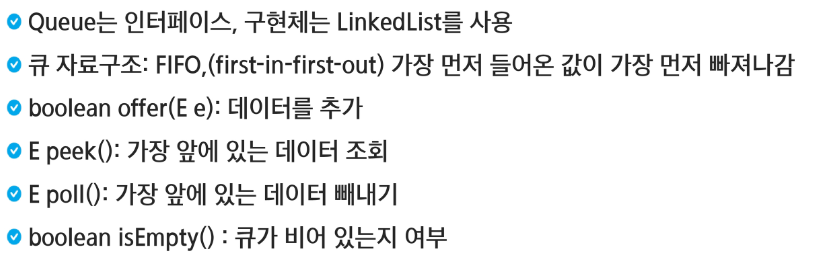 Queue는 인터페이스, 구현체는 LinkedList를 사용
큐 자료구조: FIFO,(first-in-first-out) 가장 먼저 들어온 값이 가장 먼저 빠져나감
boolean offer(E e): 데이터를 추가
E peek(): 가장 앞에 있는 데이터 조회
E poll(): 가장 앞에 있는 데이터 빼내기
boolean isEmpty() : 큐가 비어 있는지 여부